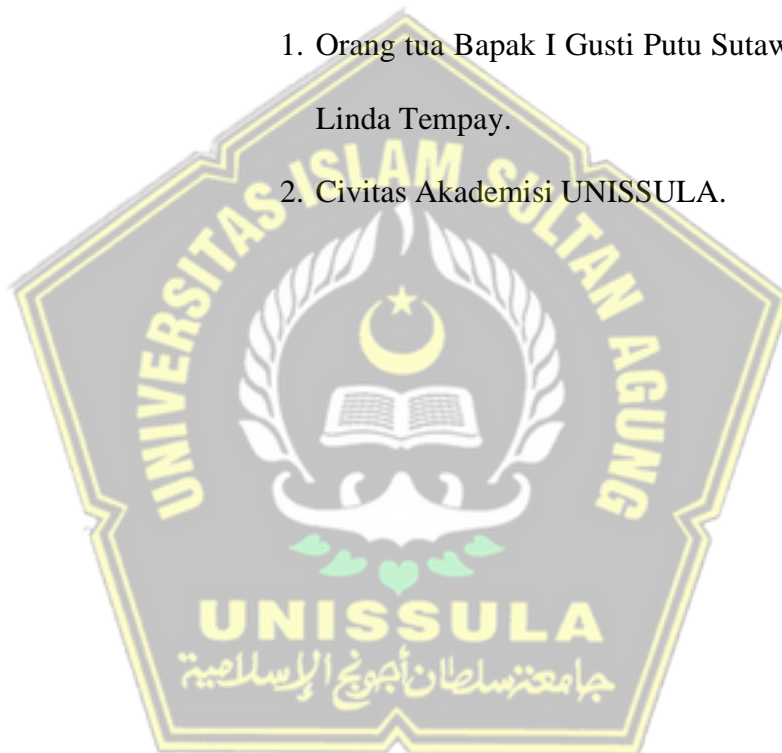 1. Orang tua Bapak I Gusti Putu
Linda Tempay.
2. Civitas Akademisi UNISSULA.
UNIVERSITAS ISLAM SULTAN AGUNG
UNISSULA
جامعة سلطان أجونج الإسلامية